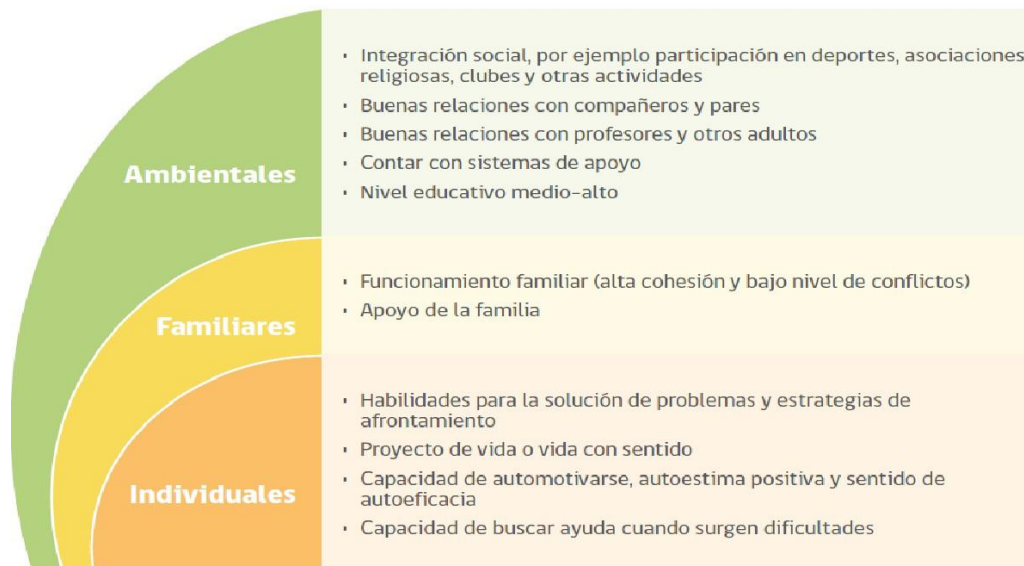 Ambientales
· Integración social, por ejemplo participación en deportes, asociaciones
religiosas, clubes y otras actividades
· Buenas relaciones con compañeros y pares
· Buenas relaciones con profesores y otros adultos
· Contar con sistemas de apoyo
· Nivel educativo medio-alto
Familiares
· Funcionamiento familiar (alta cohesión y bajo nivel de conflictos)
· Apoyo de la familia
Individuales
· Habilidades para la solución de problemas y estrategias de
afrontamiento
· Proyecto de vida o vida con sentido
· Capacidad de automotivarse, autoestima positiva y sentido de
autoeficacia
· Capacidad de buscar ayuda cuando surgen dificultades